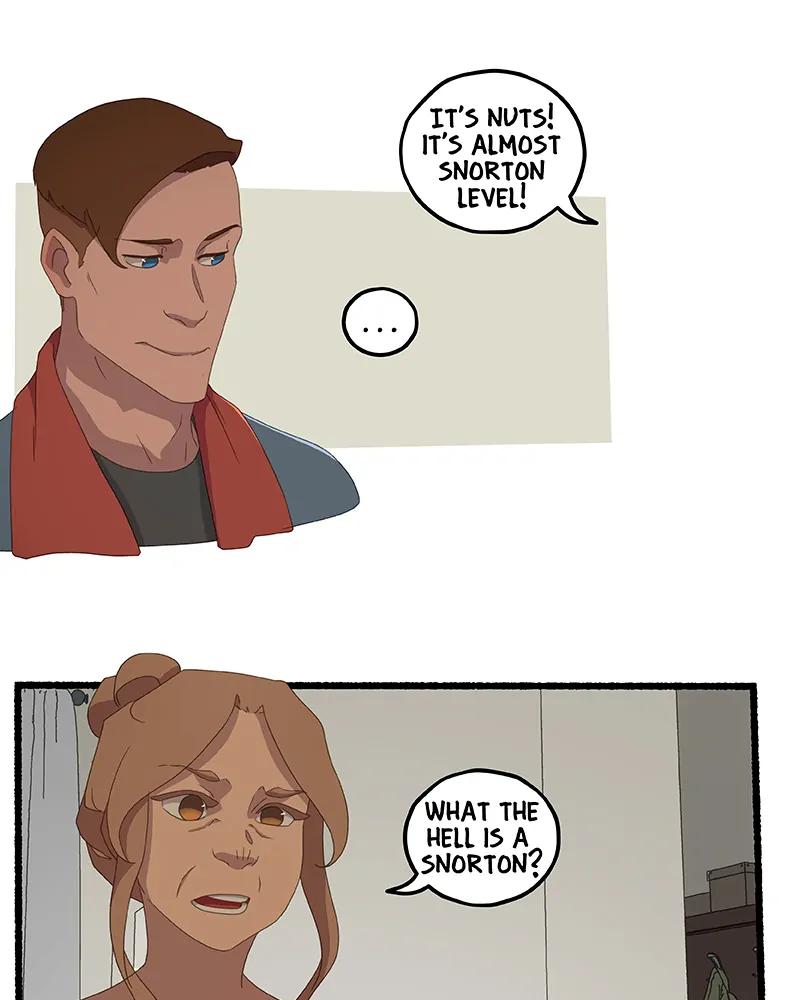 IT'S NUTS!
IT'S ALMOST
SNORTON
LEVEL!
...
WHAT THE
HELL IS A
SNORTON?